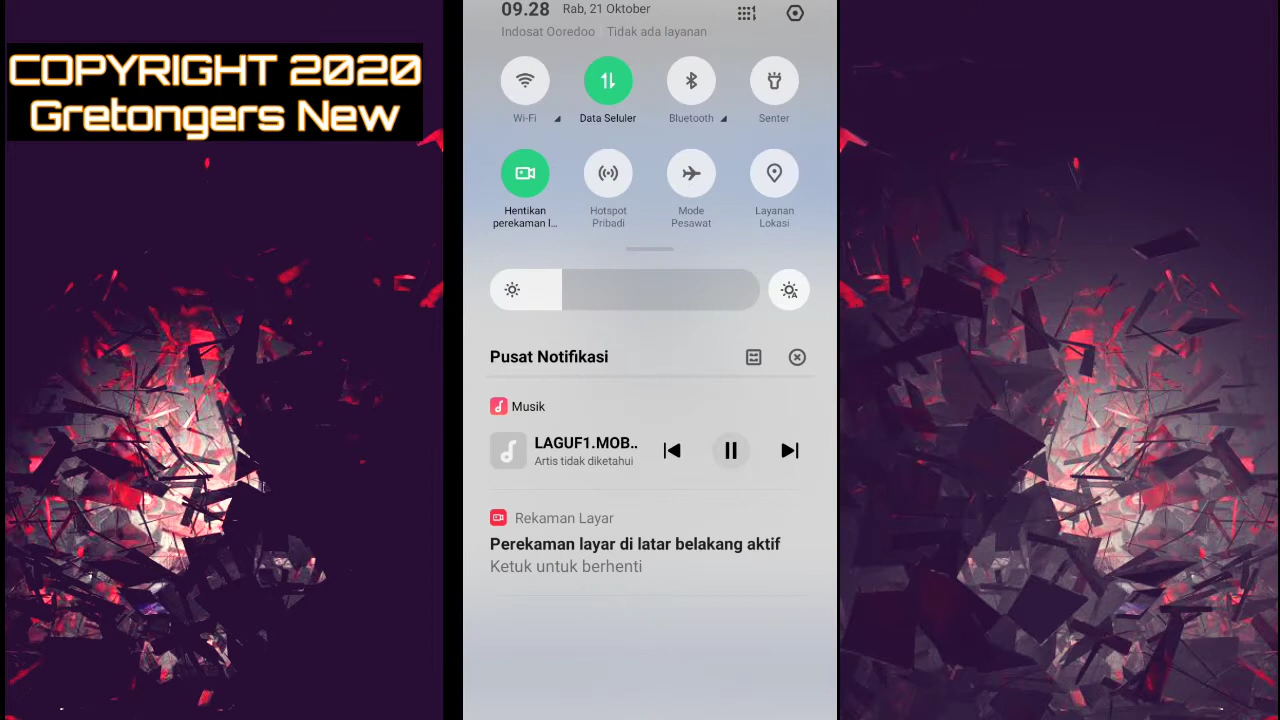 COPYRIGHT 2020
Gretongers New
09.28 Rab, 21 Oktober
Indosat Ooredoo Tidak ada layanan
Wi-Fi Data Seluler Bluetooth Senter
Hentikan
perekaman l...
Hotspot
Pribadi
Mode
Pesawat
Layanan
Lokasi
Pusat Notifikasi
Musik
LAGUF1.MOB..
Artis tidak diketahui
Rekaman Layar
Perekaman layar di latar belakang aktif
Ketuk untuk berhenti